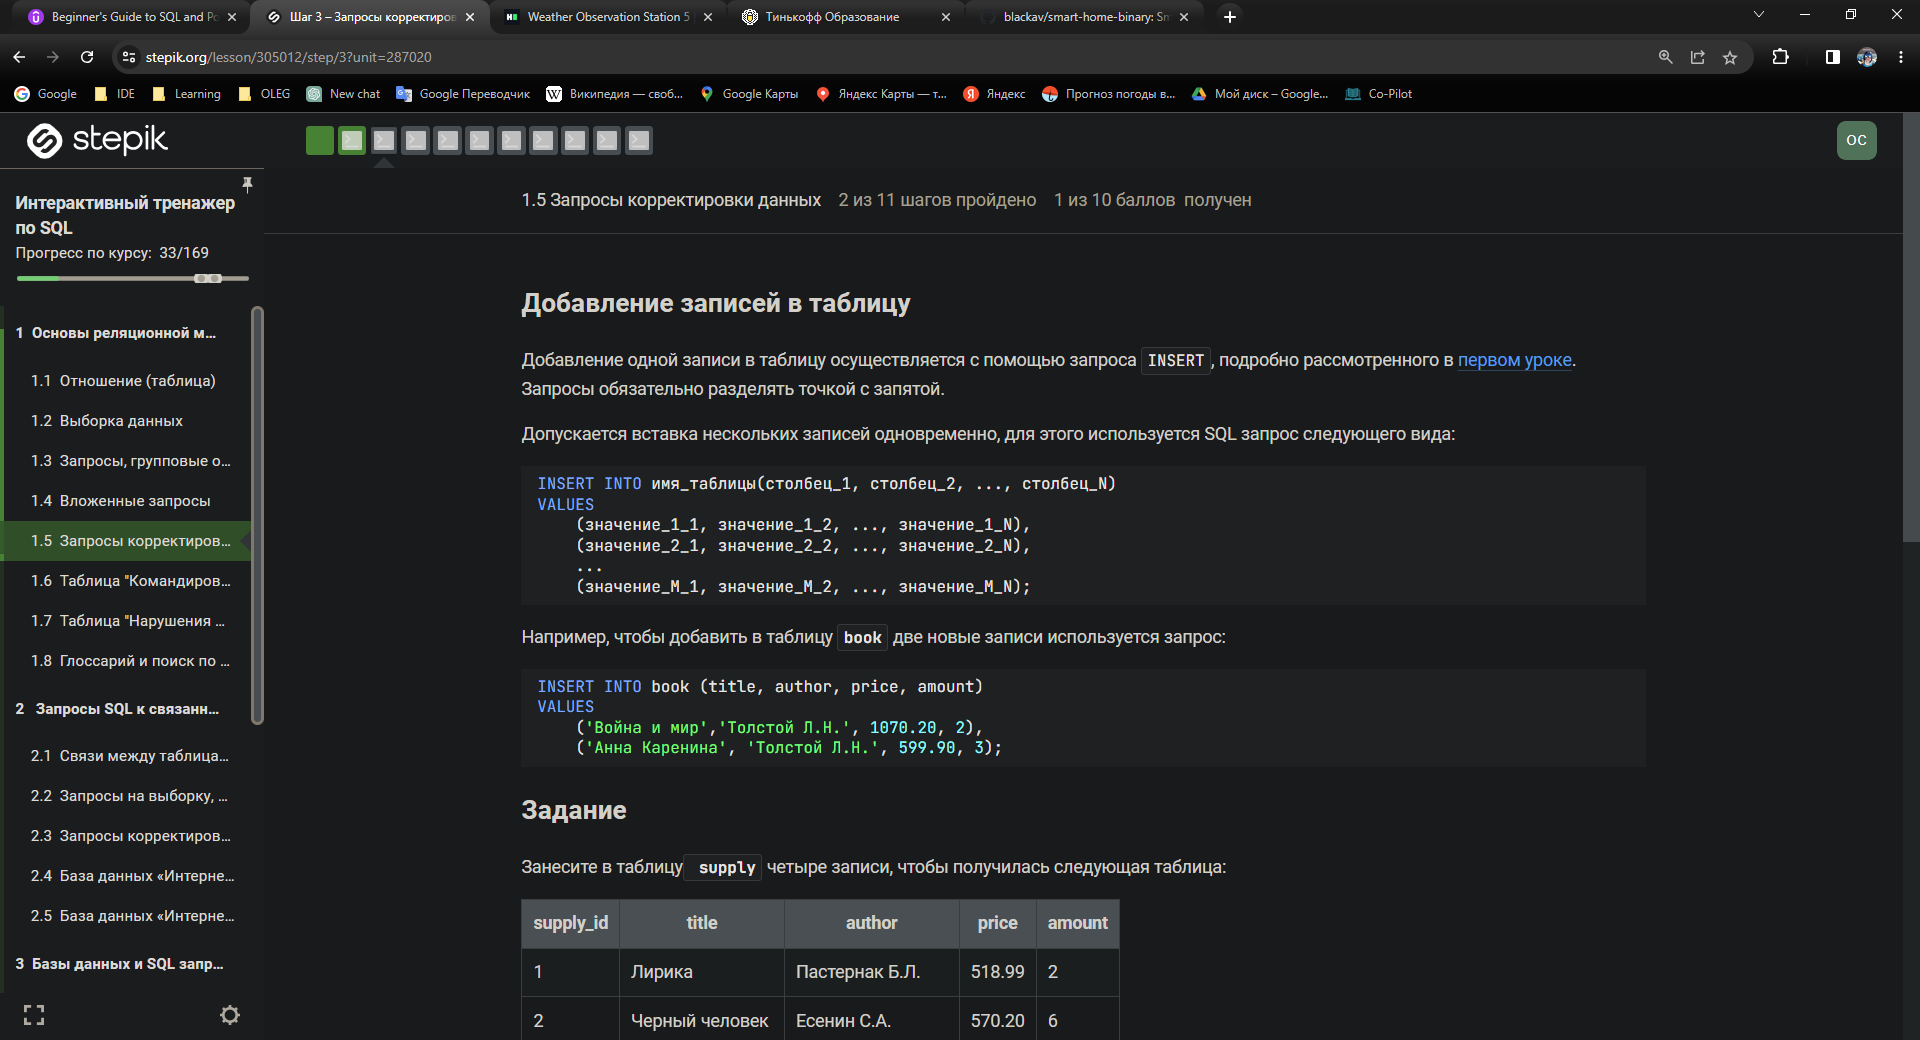 Beginner's Guide to SQL and Po
Шаг 3 – Запросы корректиров
Weather Observation Station 5
Тинькофф Образование
blackav/smart-home-binary: Sm
stepik.org/lesson/305012/step/3?unit=287020
Google
IDE
Learning
OLEG
New chat
Google Переводчик
Википедия — своб...
Google Карты
Яндекс Карты — т...
Яндекс
Прогноз погоды в...
Мой диск – Google...
Co-Pilot
stepik
OC
Интерактивный тренажер
по SQL
Прогресс по курсу: 33/169
1 Основы реляционной м...
1.1 Отношение (таблица)
1.2 Выборка данных
1.3 Запросы, групповые о...
1.4 Вложенные запросы
1.5 Запросы корректиров...
1.6 Таблица "Командиров...
1.7 Таблица "Нарушения ...
1.8 Глоссарий и поиск по ...
2 Запросы SQL к связанн...
2.1 Связи между таблица...
2.2 Запросы на выборку, ...
2.3 Запросы корректиров...
2.4 База данных «Интерне...
2.5 База данных «Интерне...
3 Базы данных и SQL запр...
1.5 Запросы корректировки данных 2 из 11 шагов пройдено 1 из 10 баллов получен
Добавление записей в таблицу
Добавление одной записи в таблицу осуществляется с помощью запроса INSERT, подробно рассмотренного в первом уроке.
Запросы обязательно разделять точкой с запятой.
Допускается вставка нескольких записей одновременно, для этого используется SQL запрос следующего вида:
INSERT INTO имя_таблицы(столбец_1, столбец_2, ..., столбец_N)
VALUES
(значение_1_1, значение_1_2, ..., значение_1_N),
(значение_2_1, значение_2_2, ..., значение_2_N),
...
(значение_M_1, значение_M_2, ..., значение_M_N);
Например, чтобы добавить в таблицу book две новые записи используется запрос:
INSERT INTO book (title, author, price, amount)
VALUES
('Война и мир','Толстой Л.Н.', 1070.20, 2),
('Анна Каренина', 'Толстой Л.Н.', 599.90, 3);
Задание
Занесите в таблицу supply четыре записи, чтобы получилась следующая таблица:
supply_id title author price amount
1 Лирика Пастернак Б.Л. 518.99 2
2 Черный человек Есенин С.А. 570.20 6